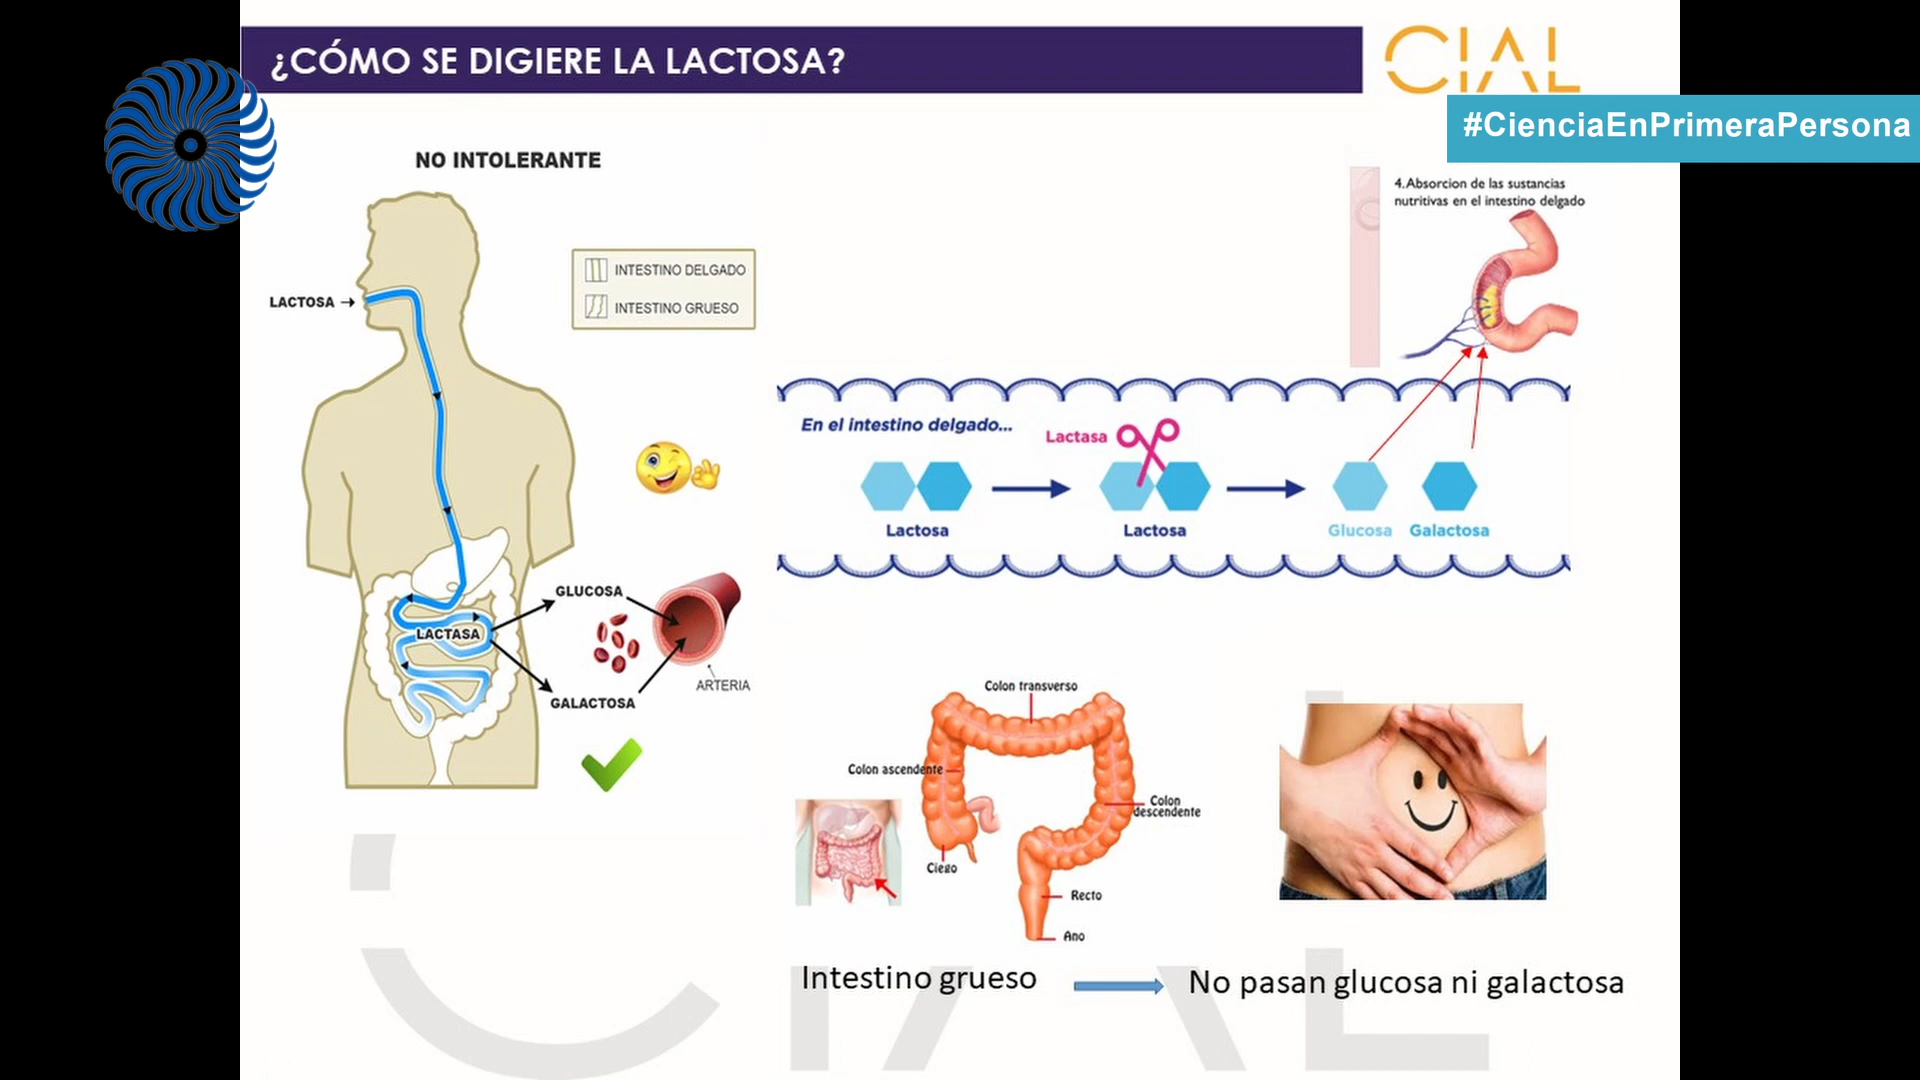 ¿CÓMO SE DIGIERE LA LACTOSA?
CIAL
#CienciaEnPrimeraPersona
NO INTOLERANTE
4.Absorcion de las sustancias
nutritivas en el intestino delgado
INTESTINO DELGADO
INTESTINO GRUESO
LACTOSA
En el intestino delgado...
Lactasa
Lactosa
Lactosa
Glucosa
Galactosa
GLUCOSA
LACTASA
GALACTOSA
ARTERIA
Colon transverso
Colon ascendente
Colon
descendente
Ciego
Recto
Ano
Intestino grueso
No pasan glucosa ni galactosa